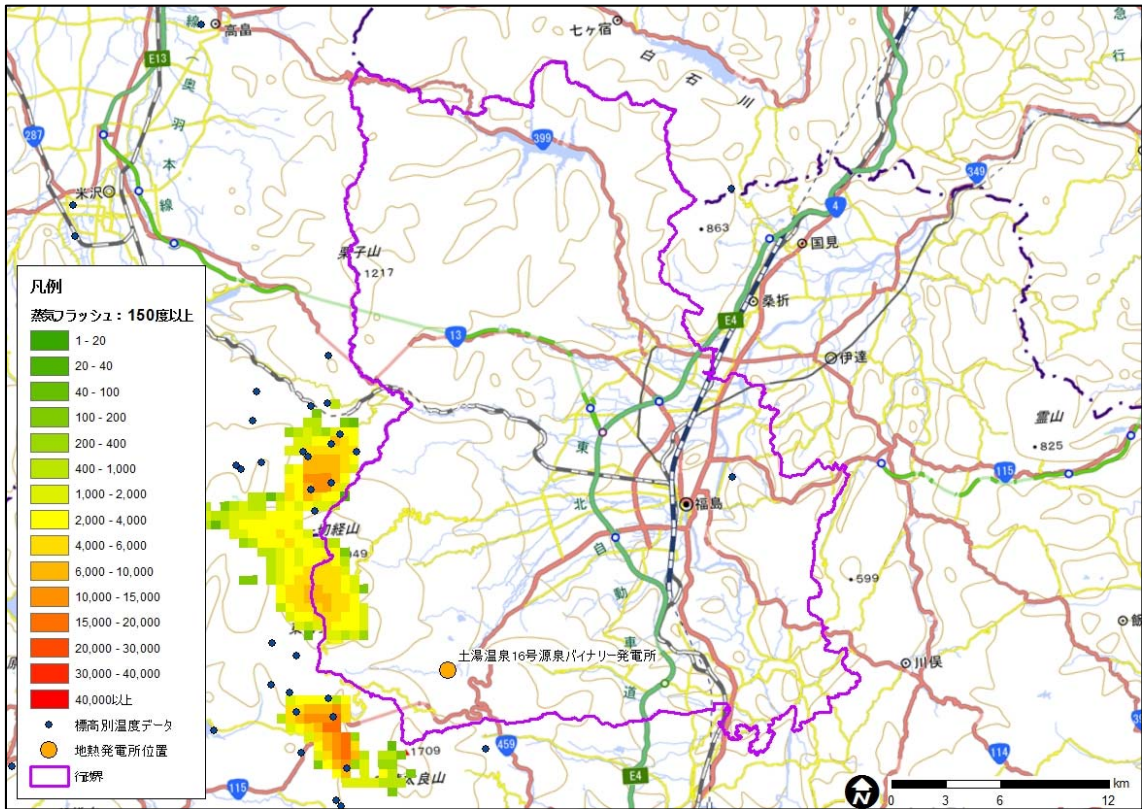 高畠
七ヶ宿
白石川
急行
E13
(奥羽本線
399
287
349
米沢
4
863
国見
栗子山
1217
桑折
E4
13
伊達
霊山
825
115
東北自動車道
福島
599
土湯温泉16号源泉バイナリー発電所
川俣
飯
1709
459
114
115
E4
凡例
蒸気フラッシュ：150度以上
1 - 20
20 - 40
40 - 100
100 - 200
200 - 400
400 - 1,000
1,000 - 2,000
2,000 - 4,000
4,000 - 6,000
6,000 - 10,000
10,000 - 15,000
15,000 - 20,000
20,000 - 30,000
30,000 - 40,000
40,000以上
標高別温度データ
地熱発電所位置
行政界
N
km
0 3 6 12